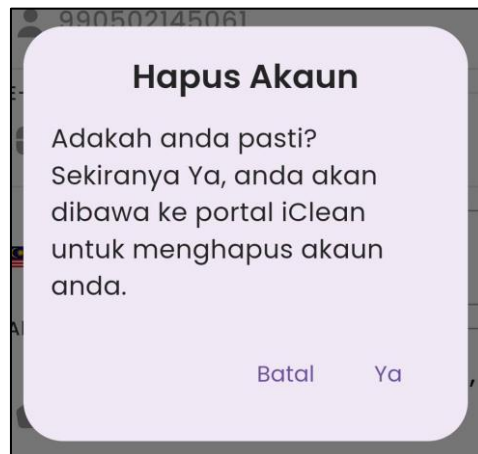 990502145061
Hapus Akaun
Adakah anda pasti?
Sekiranya Ya, anda akan
dibawa ke portal iClean
untuk menghapus akaun
anda.
Batal Ya